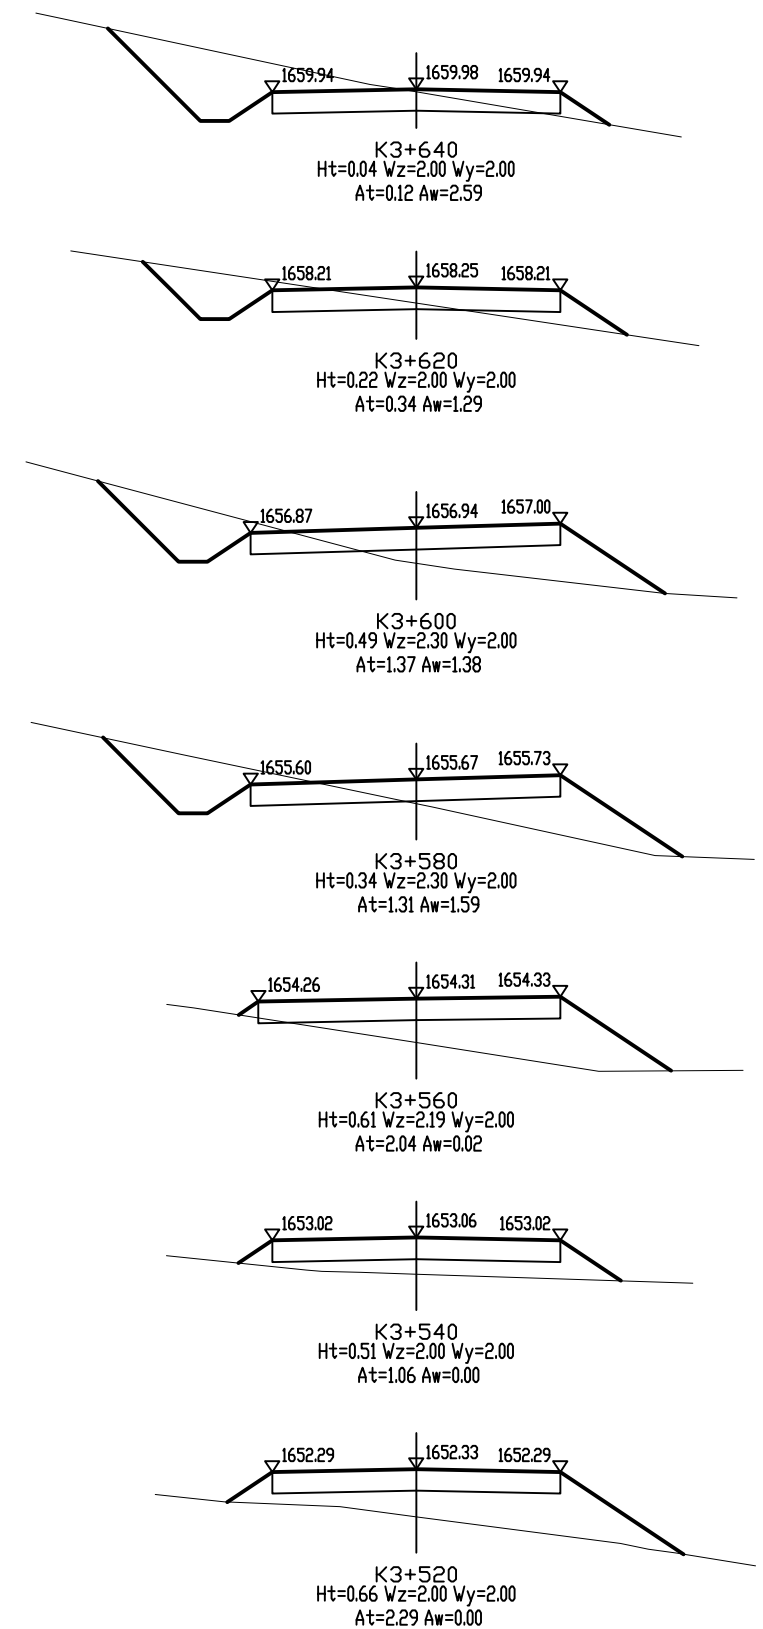 1659.94 1659.98 1659.94
K3+640
Ht=0.04 Wz=2.00 Wy=2.00
At=0.12 Aw=2.59
1658.21 1658.25 1658.21
K3+620
Ht=0.22 Wz=2.00 Wy=2.00
At=0.34 Aw=1.29
1656.87 1656.94 1657.00
K3+600
Ht=0.49 Wz=2.30 Wy=2.00
At=1.37 Aw=1.38
1655.60 1655.67 1655.73
K3+580
Ht=0.34 Wz=2.30 Wy=2.00
At=1.31 Aw=1.59
1654.26 1654.31 1654.33
K3+560
Ht=0.61 Wz=2.19 Wy=2.00
At=2.04 Aw=0.02
1653.02 1653.06 1653.02
K3+540
Ht=0.51 Wz=2.00 Wy=2.00
At=1.06 Aw=0.00
1652.29 1652.33 1652.29
K3+520
Ht=0.66 Wz=2.00 Wy=2.00
At=2.29 Aw=0.00